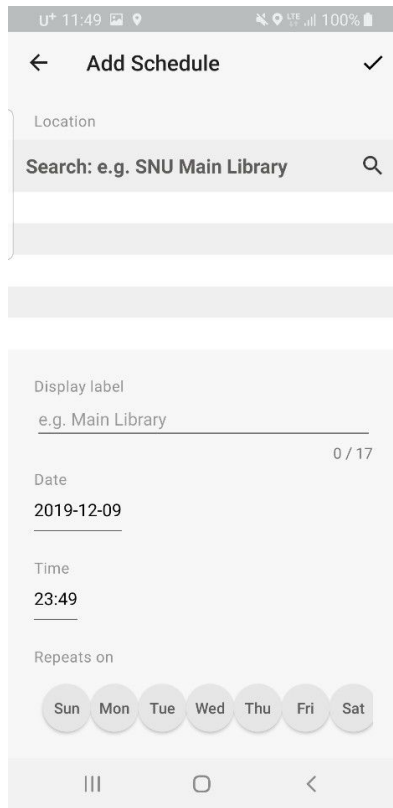 U+ 11:49 LTE 100%
Add Schedule
Location
Search: e.g. SNU Main Library
Display label
e.g. Main Library
0 / 17
Date
2019-12-09
Time
23:49
Repeats on
Sun Mon Tue Wed Thu Fri Sat